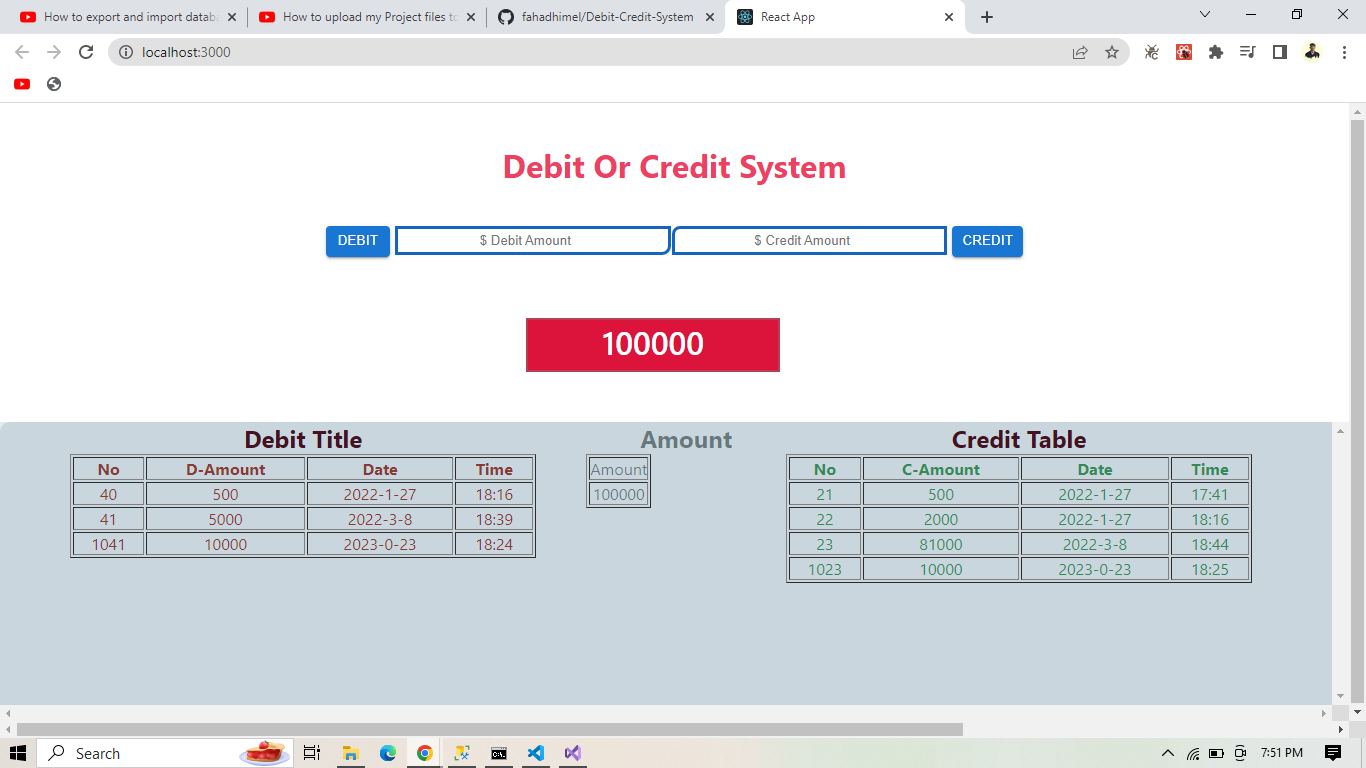 How to export and import databa
How to upload my Project files to
fahadhimel/Debit-Credit-System
React App
localhost:3000
Debit Or Credit System
DEBIT
$ Debit Amount
$ Credit Amount
CREDIT
100000
Debit Title
No D-Amount Date Time
40 500 2022-1-27 18:16
41 5000 2022-3-8 18:39
1041 10000 2023-0-23 18:24
Amount
Amount
100000
Credit Table
No C-Amount Date Time
21 500 2022-1-27 17:41
22 2000 2022-1-27 18:16
23 81000 2022-3-8 18:44
1023 10000 2023-0-23 18:25
Search
7:51 PM